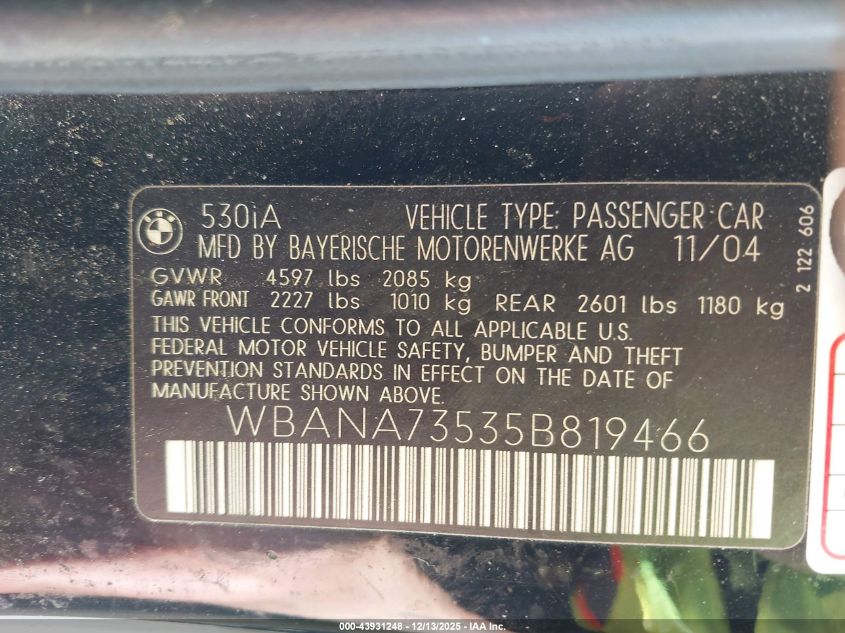 530iA VEHICLE TYPE: PASSENGER CAR
MFD BY BAYERISCHE MOTORENWERKE AG 11/04
GVWR 4597 lbs 2085 kg
GAWR FRONT 2227 lbs 1010 kg REAR 2601 lbs 1180 kg
THIS VEHICLE CONFORMS TO ALL APPLICABLE U.S.
FEDERAL MOTOR VEHICLE SAFETY, BUMPER AND THEFT
PREVENTION STANDARDS IN EFFECT ON THE DATE OF
MANUFACTURE SHOWN ABOVE.
WBANA73535B819466
2 122 606
000-43931248 - 12/13/2025 - IAA Inc.